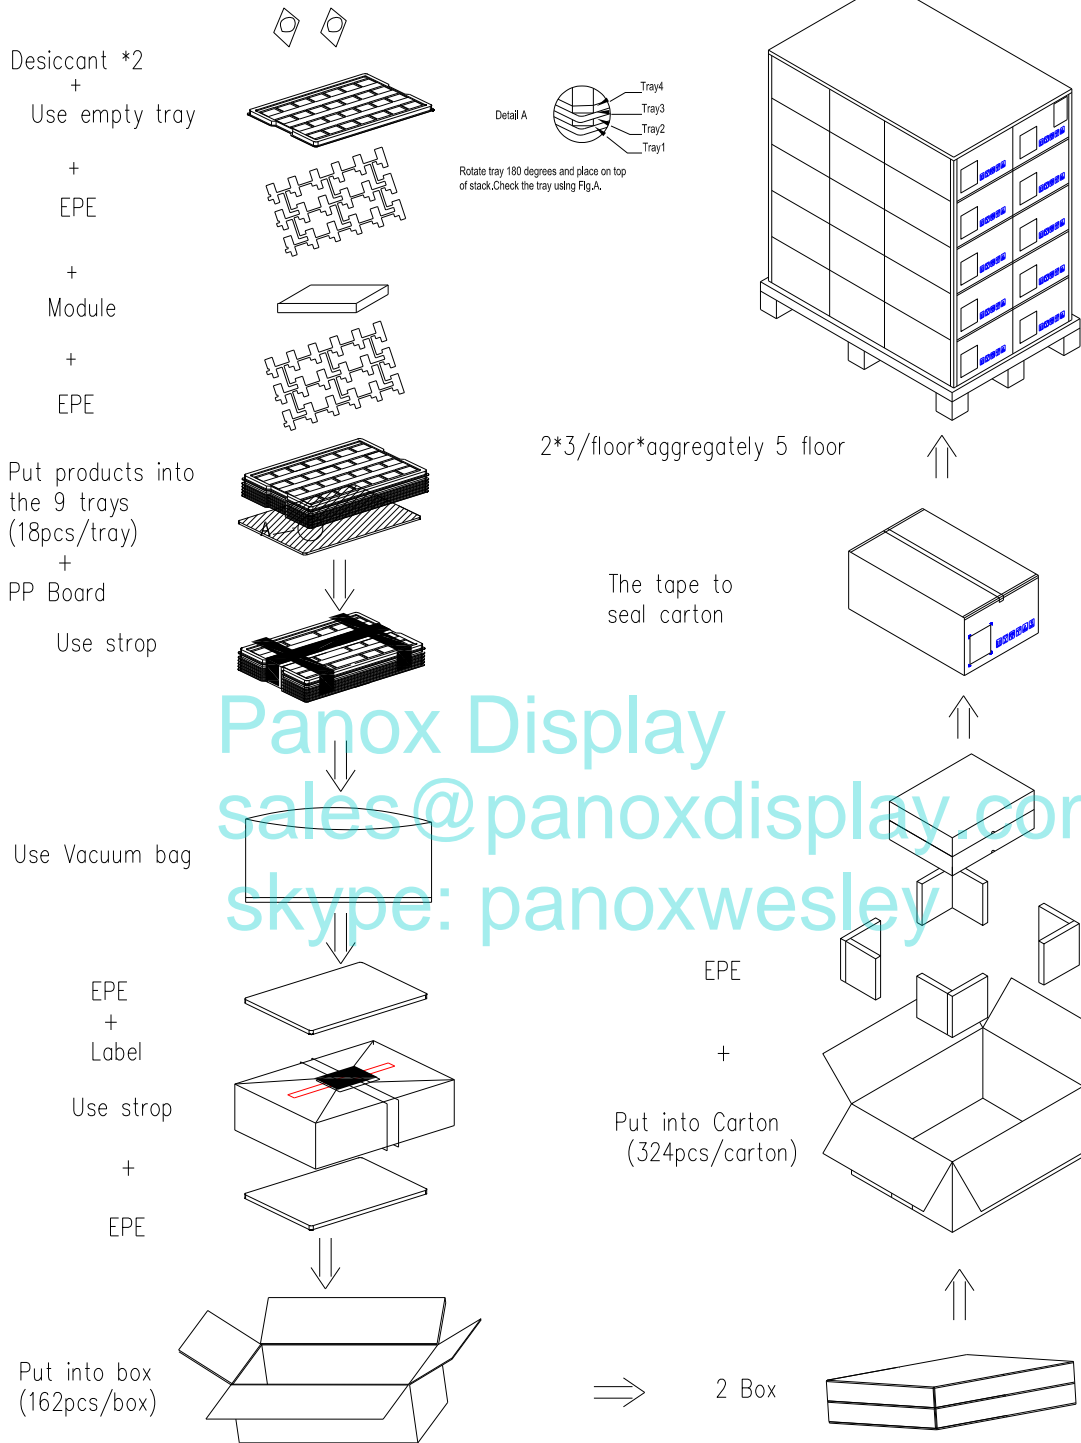 Desiccant *2
+
Use empty tray
+
EPE
+
Module
+
EPE
Put products into
the 9 trays
(18pcs/tray)
+
PP Board
Use strop
Use Vacuum bag
EPE
+
Label
Use strop
+
EPE
Put into box
(162pcs/box)
Detail A
Tray4
Tray3
Tray2
Tray1
Rotate tray 180 degrees and place on top
of stack.Check the tray using Fig.A.
A
2*3/floor*aggregately 5 floor
The tape to
seal carton
EPE
+
Put into Carton
(324pcs/carton)
2 Box
Panox Display
sales@panoxdisplay.com
skype: panoxwesley